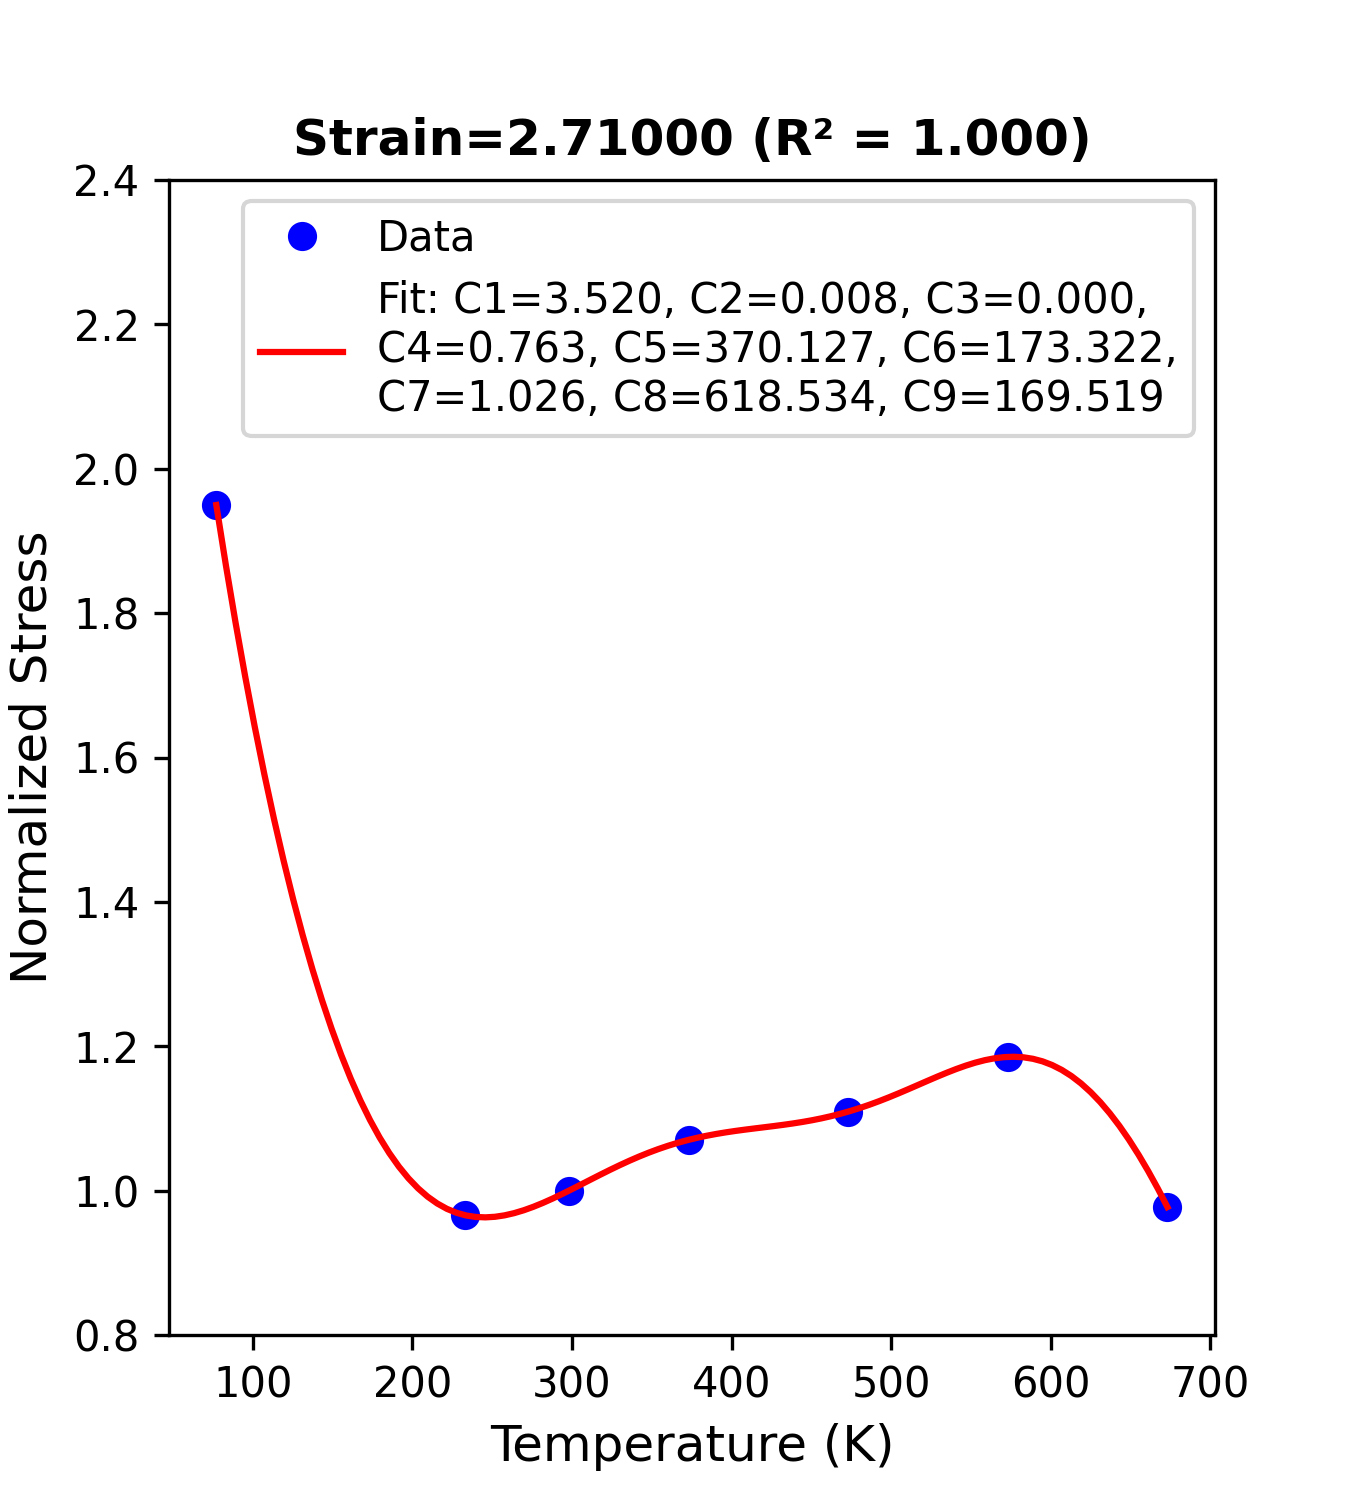 Strain=2.71000 (R² = 1.000)
Data
Fit: C1=3.520, C2=0.008, C3=0.000,
C4=0.763, C5=370.127, C6=173.322,
C7=1.026, C8=618.534, C9=169.519
2.4
2.2
2.0
1.8
1.6
1.4
1.2
1.0
0.8
Normalized Stress
100 200 300 400 500 600 700
Temperature (K)